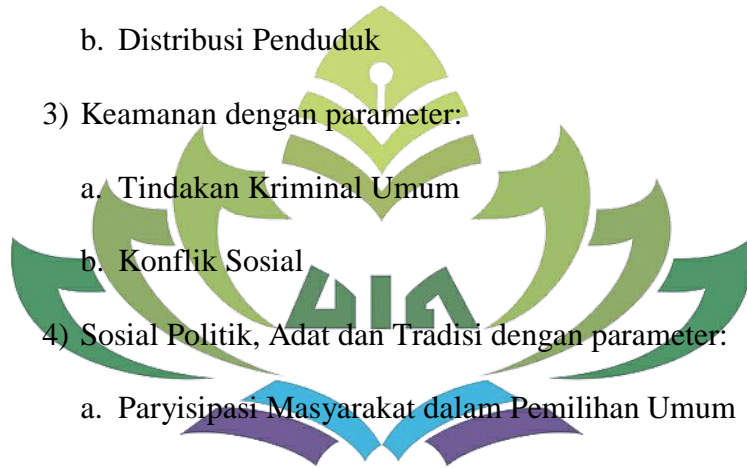 b. Distribusi Penduduk
3) Keamanan dengan parameter:
a. Tindakan Kriminal Umum
b. Konflik Sosial
UIN
4) Sosial Politik, Adat dan Tradisi dengan parameter:
a. Paryisipasi Masyarakat dalam Pemilihan Umum